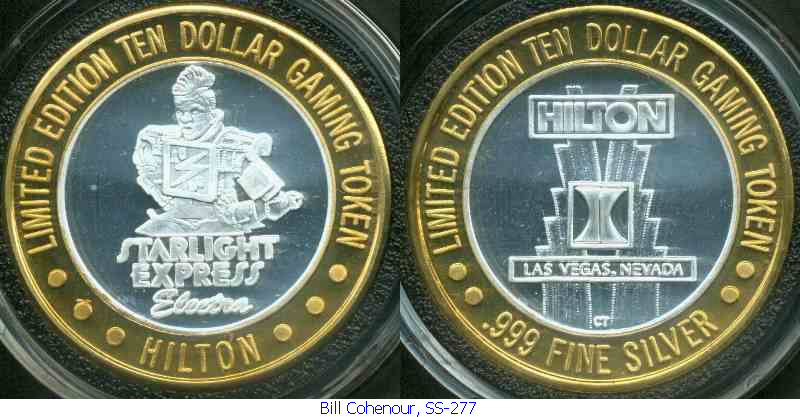 LIMITED EDITION TEN DOLLAR GAMING TOKEN
STARLIGHT
EXPRESS
Electra
HILTON
LIMITED EDITION TEN DOLLAR GAMING TOKEN
HILTON
LAS VEGAS, NEVADA
CT
.999 FINE SILVER
Bill Cohenour, SS-277